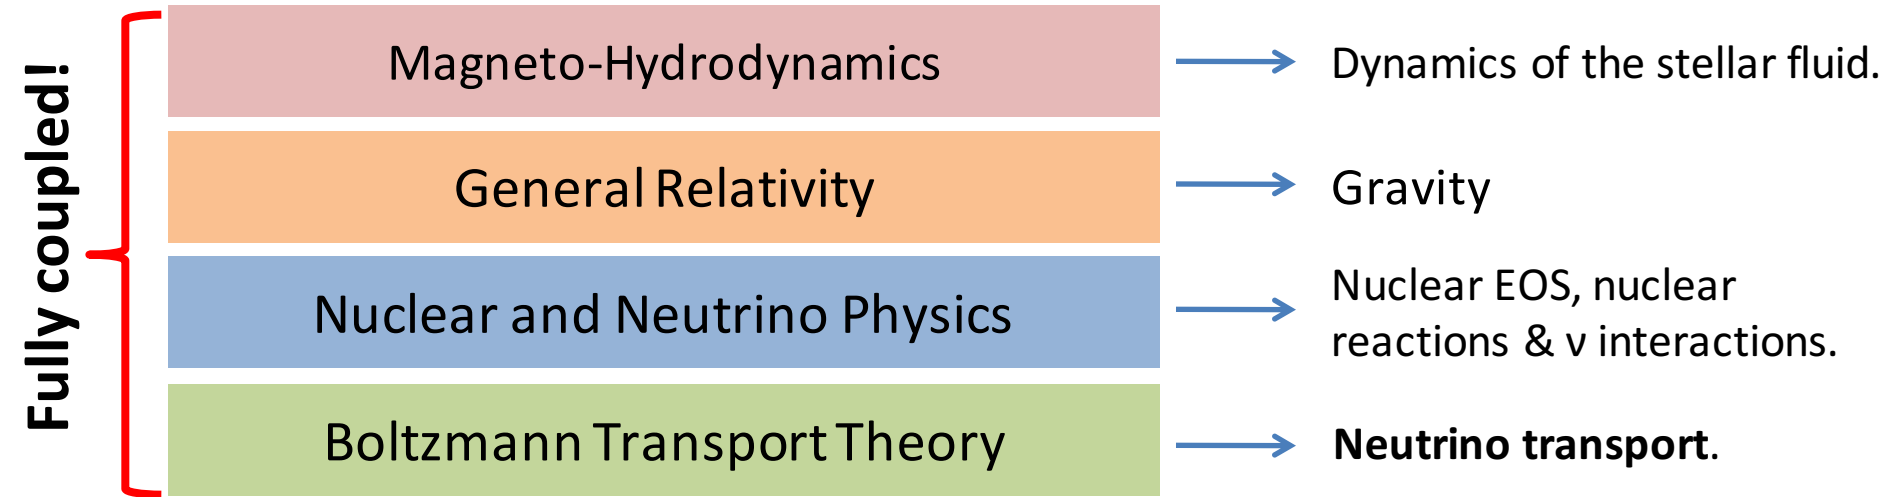 Fully coupled!
Magneto-Hydrodynamics
Dynamics of the stellar fluid.
General Relativity
Gravity
Nuclear and Neutrino Physics
Nuclear EOS, nuclear
reactions & ν interactions.
Boltzmann Transport Theory
Neutrino transport.